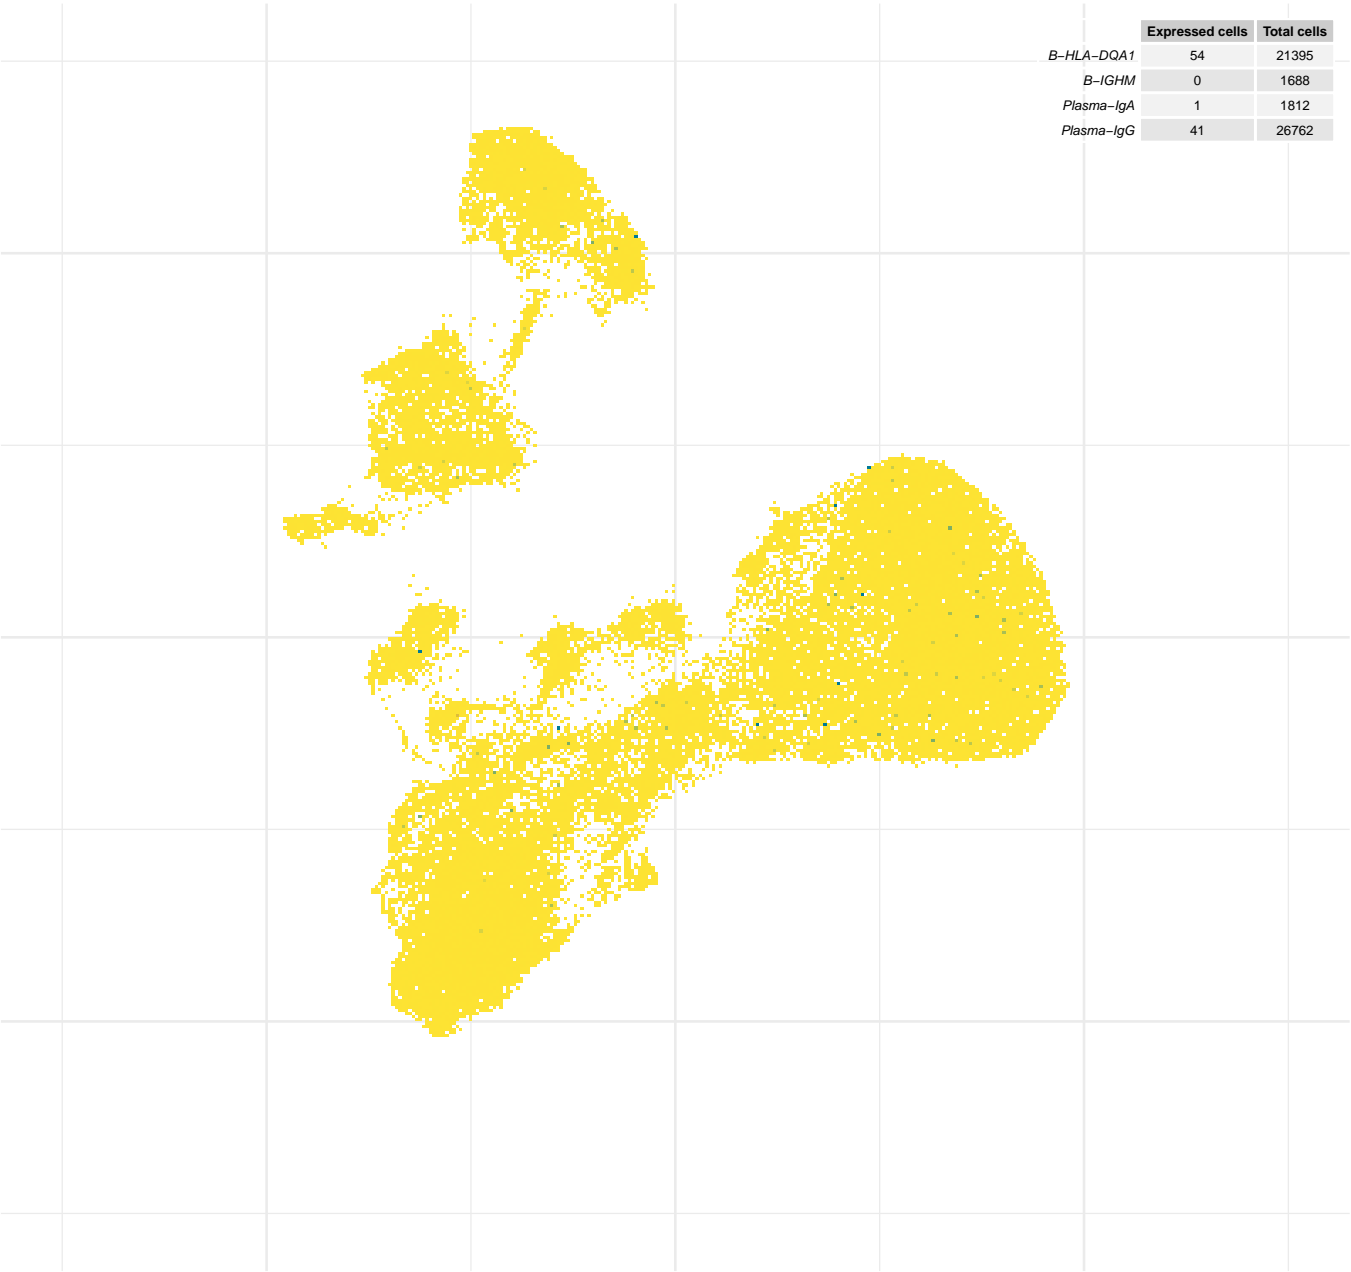 Expressed cells Total cells
B−HLA−DQA1 54 21395
B−IGHM 0 1688
Plasma−IgA 1 1812
Plasma−IgG 41 26762